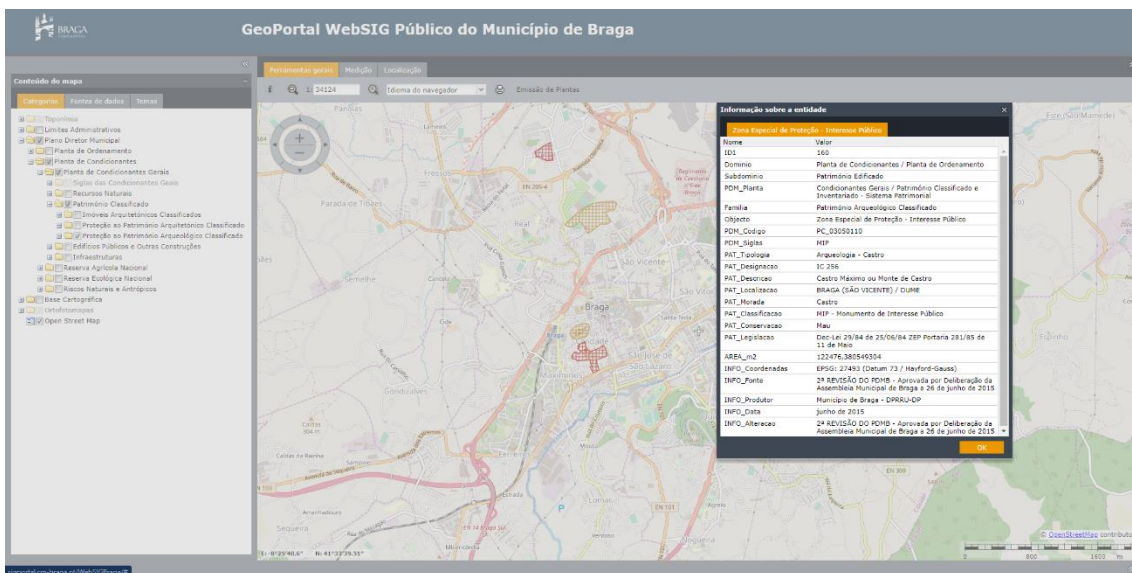 BRAGA
GeoPortal WebSIG Público do Município de Braga
Conteúdo do mapa
Categorias Fontes de dados Temas
Toponímia
Limites Administrativos
Plano Diretor Municipal
Planta de Ordenamento
Planta de Condicionantes
Planta de Condicionantes Gerais
Siglas das Condicionantes Gerais
Recursos Naturais
Património Classificado
Imóveis Arquitetónicos Classificados
Proteção ao Património Arquitetónico Classificado
Proteção ao Património Arqueológico Classificado
Edifícios Públicos e Outras Construções
Infraestruturas
Reserva Agrícola Nacional
Reserva Ecológica Nacional
Riscos Naturais e Antrópicos
Base Cartográfica
Ortofotomapas
Open Street Map
Ferramentas gerais Medição Localização
1: 34124 Idioma do navegador Emissão de Plantas
Panóias
Parada de Tibães
Frossos
EN 205-4
Real
São Vicente
Semelhe
Braga
Cidade
São José de
São Lázaro
Maximinos
Gondizalves
Caldas da Rainha
Ferreiros
Lomar
EN 101
EN 309
Arentim
Sequeira
Nogueira
Este (São Mamede)
Espinho
Informação sobre a entidade
Zona Especial de Proteção - Interesse Público
Nome Valor
ID1 160
Dominio Planta de Condicionantes / Planta de Ordenamento
Subdominio Património Edificado
PDM_Planta Condicionantes Gerais / Património Classificado e
Inventariado - Sistema Patrimonial
Familia Património Arqueológico Classificado
Objecto Zona Especial de Proteção - Interesse Público
PDM_Codigo PC_03050110
PDM_Siglas MIP
PAT_Tipologia Arqueologia - Castro
PAT_Designacao IC 256
PAT_Descricao Castro Máximo ou Monte de Castro
PAT_Localizacao BRAGA (SÃO VICENTE) / DUME
PAT_Morada Castro
PAT_Classificacao MIP - Monumento de Interesse Público
PAT_Conservacao Mau
PAT_Legislacao Dec-Lei 29/84 de 25/06/84 ZEP Portaria 281/85 de
11 de Maio
AREA_m2 122476.380549304
INFO_Coordenadas EPSG: 27493 (Datum 73 / Hayford-Gauss)
INFO_Fonte 2ª REVISÃO DO PDMB - Aprovada por Deliberação da
Assembleia Municipal de Braga a 26 de junho de 2015
INFO_Produtor Município de Braga - DPRRU-DP
INFO_Data junho de 2015
INFO_Alteracao 2ª REVISÃO DO PDMB - Aprovada por Deliberação da
Assembleia Municipal de Braga a 26 de junho de 2015
OK
© OpenStreetMap contributo
0 800 1600 m